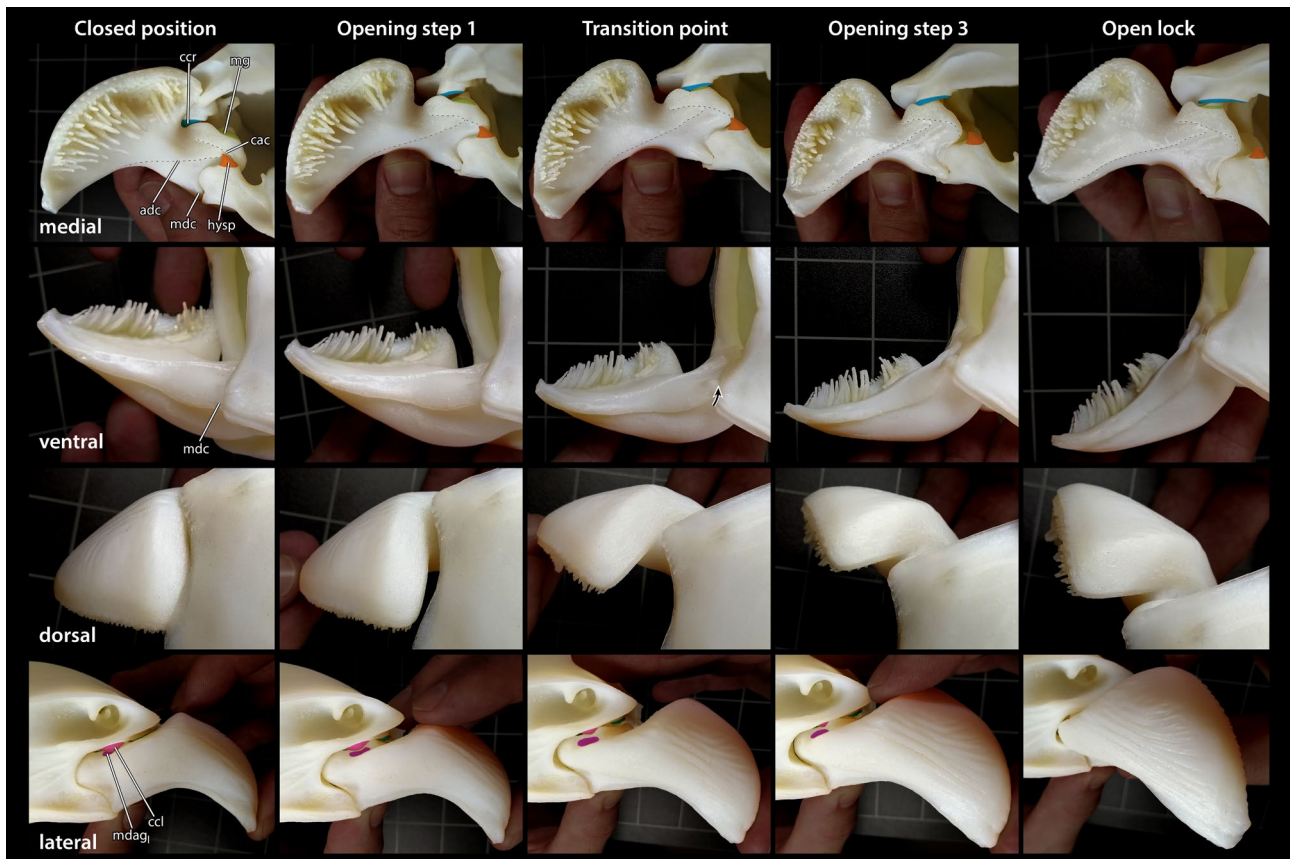 Closed position
Opening step 1
Transition point
Opening step 3
Open lock
ccr
mg
cac
adc
mdc
hysp
medial
ventral
mdc
dorsal
ccl
mdagl
lateral